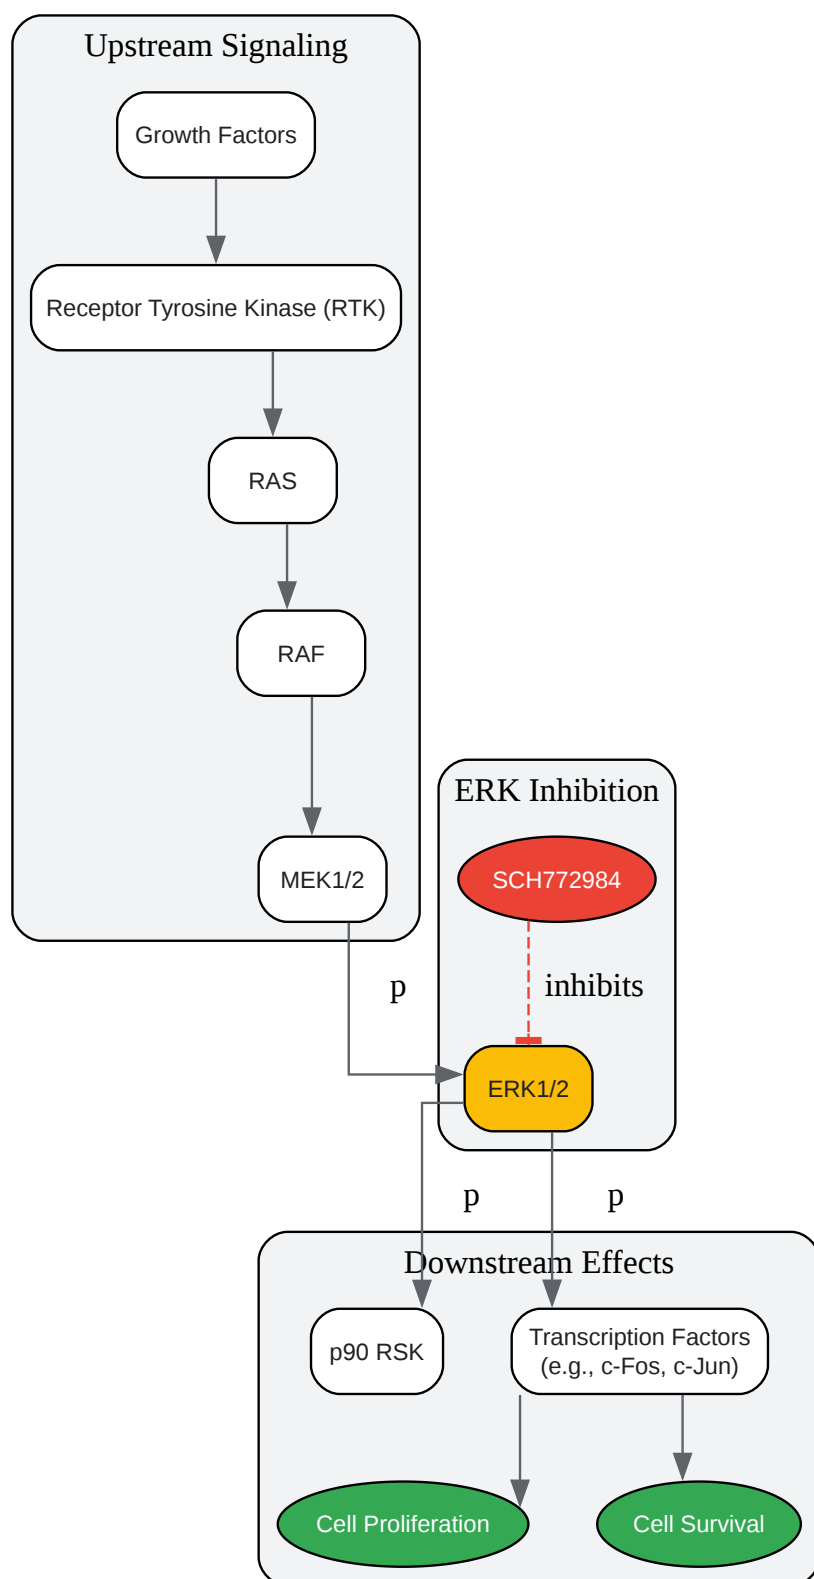 Upstream Signaling
Growth Factors
Receptor Tyrosine Kinase (RTK)
RAS
RAF
MEK1/2
ERK Inhibition
SCH772984
p
inhibits
ERK1/2
p
p
Downstream Effects
p90 RSK
Transcription Factors
(e.g., c-Fos, c-Jun)
Cell Proliferation
Cell Survival